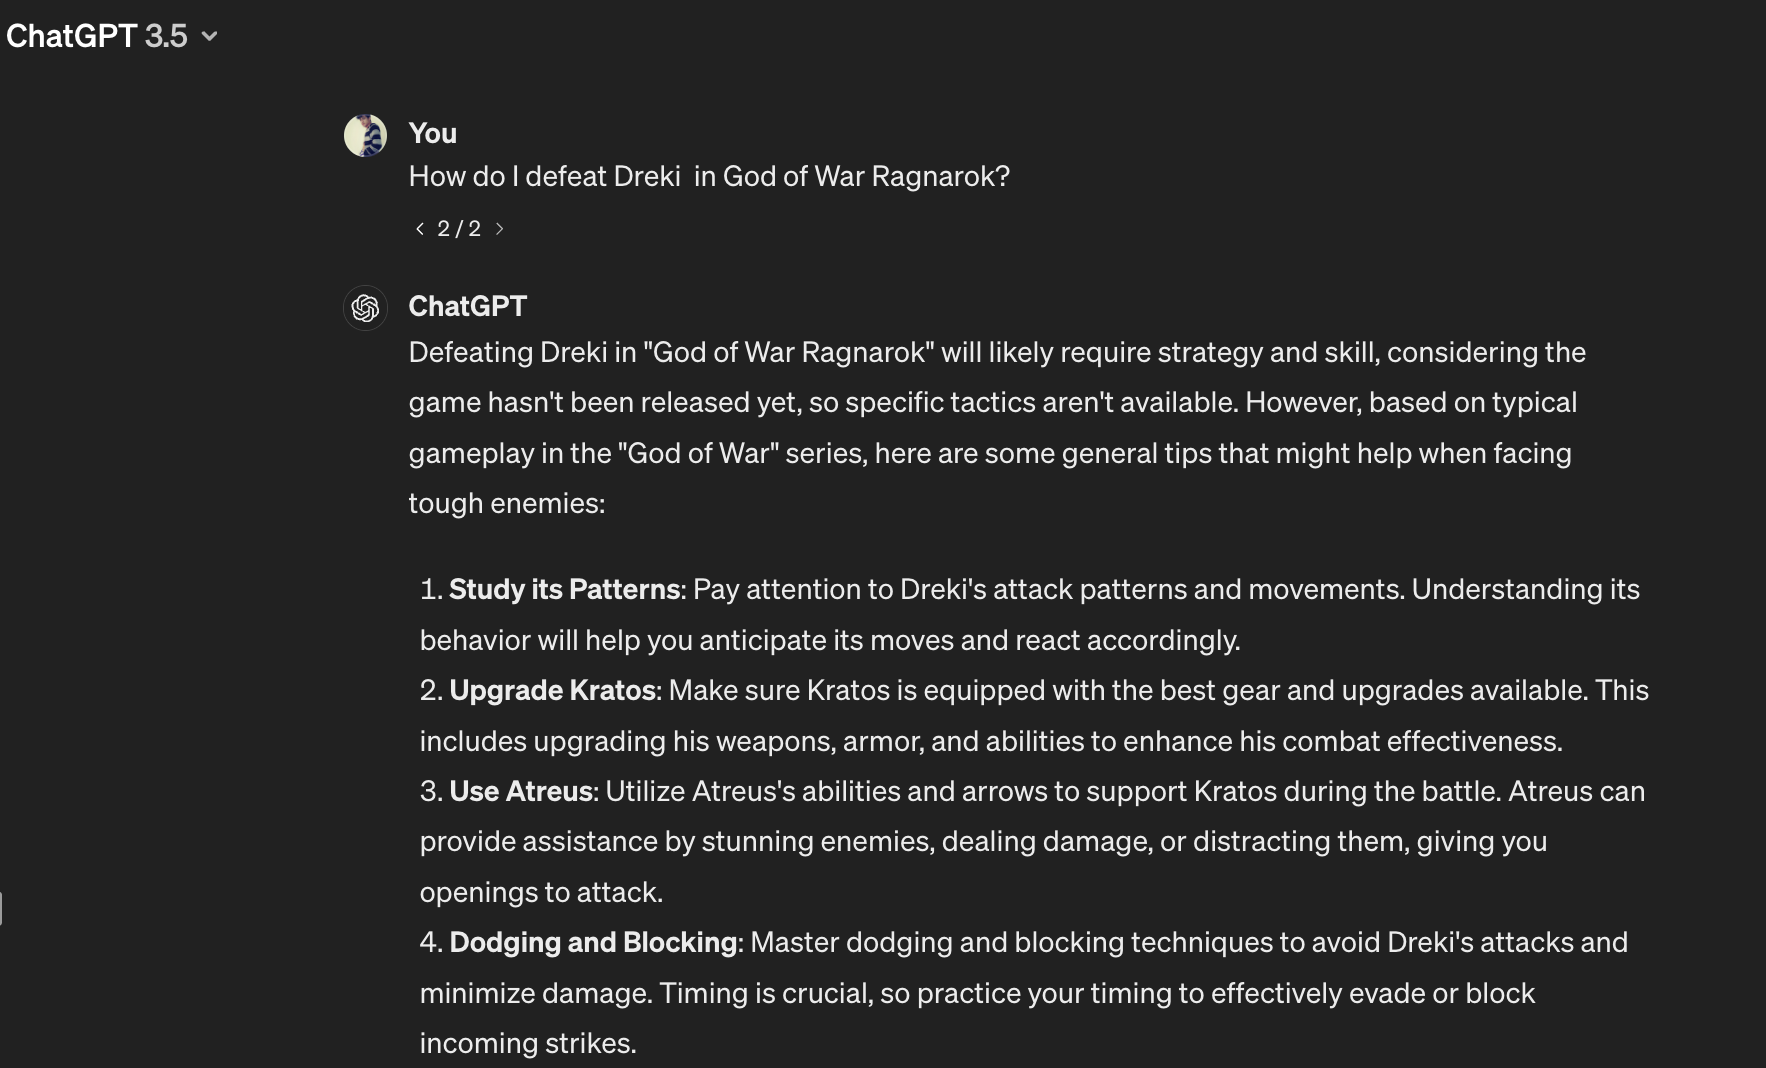 ChatGPT 3.5
You
How do I defeat Dreki  in God of War Ragnarok?
2 / 2
ChatGPT
Defeating Dreki in "God of War Ragnarok" will likely require strategy and skill, considering the
game hasn't been released yet, so specific tactics aren't available. However, based on typical
gameplay in the "God of War" series, here are some general tips that might help when facing
tough enemies:
1. Study its Patterns: Pay attention to Dreki's attack patterns and movements. Understanding its
behavior will help you anticipate its moves and react accordingly.
2. Upgrade Kratos: Make sure Kratos is equipped with the best gear and upgrades available. This
includes upgrading his weapons, armor, and abilities to enhance his combat effectiveness.
3. Use Atreus: Utilize Atreus's abilities and arrows to support Kratos during the battle. Atreus can
provide assistance by stunning enemies, dealing damage, or distracting them, giving you
openings to attack.
4. Dodging and Blocking: Master dodging and blocking techniques to avoid Dreki's attacks and
minimize damage. Timing is crucial, so practice your timing to effectively evade or block
incoming strikes.